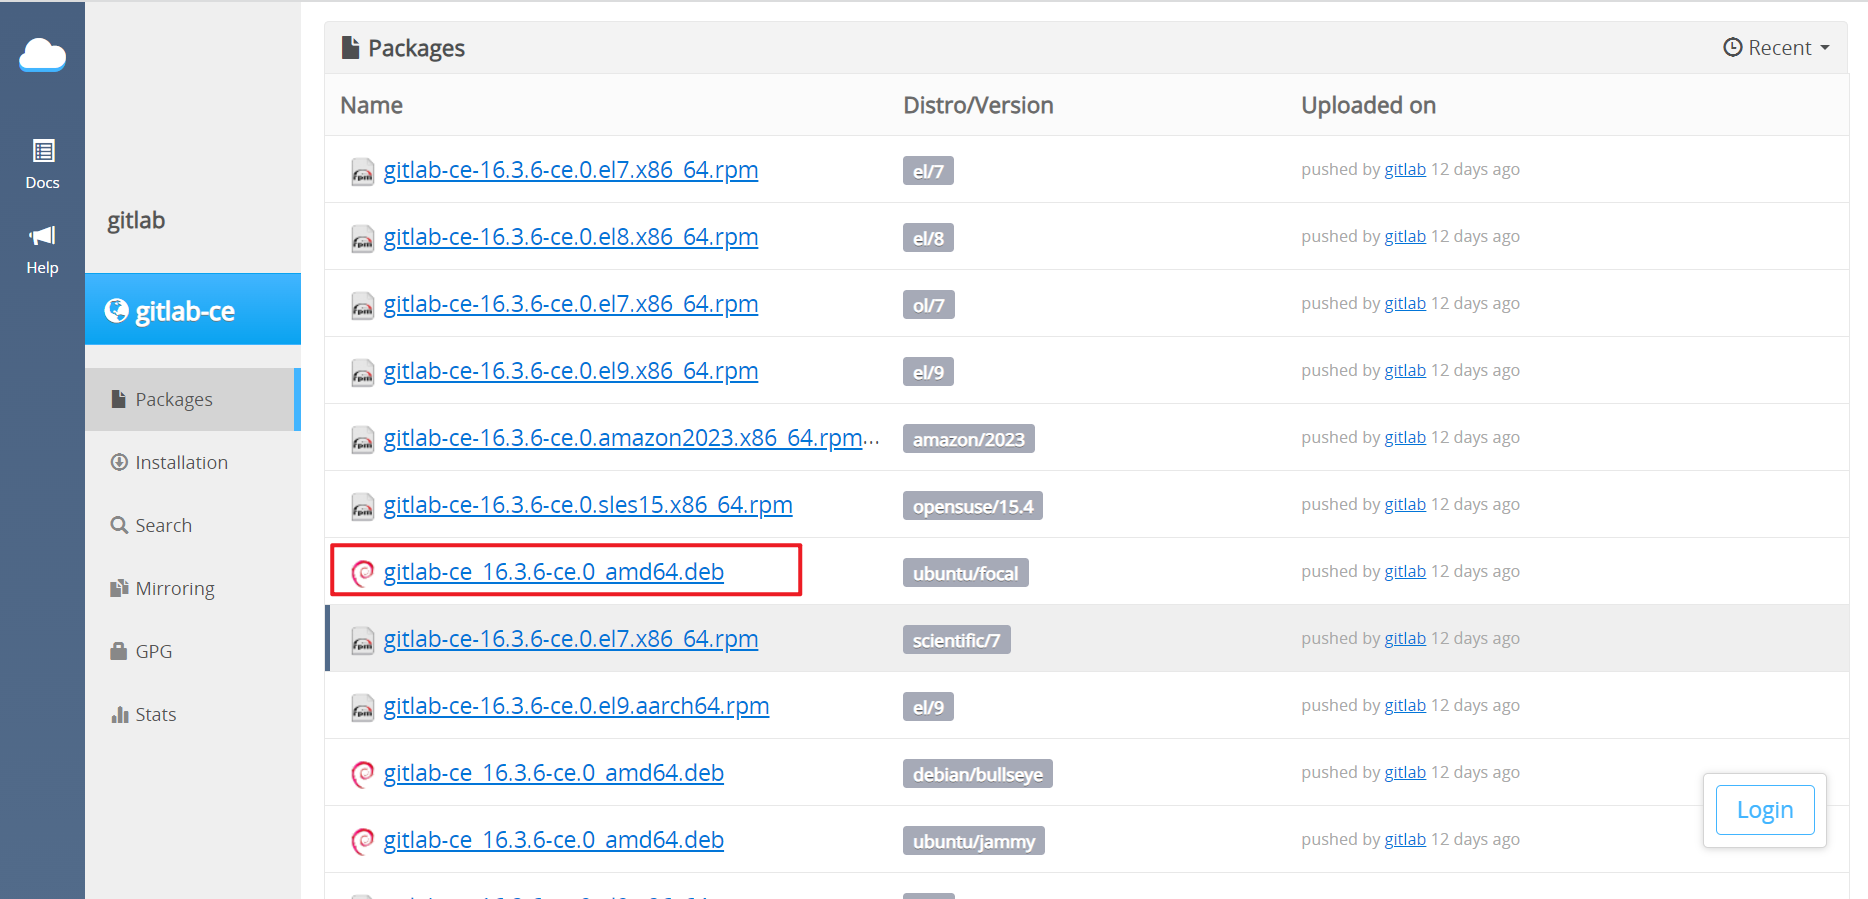 Docs
Help
gitlab
gitlab-ce
Packages
Installation
Search
Mirroring
GPG
Stats
Packages
Recent
Name Distro/Version Uploaded on
gitlab-ce-16.3.6-ce.0.el7.x86_64.rpm el/7 pushed by gitlab 12 days ago
gitlab-ce-16.3.6-ce.0.el8.x86_64.rpm el/8 pushed by gitlab 12 days ago
gitlab-ce-16.3.6-ce.0.el7.x86_64.rpm ol/7 pushed by gitlab 12 days ago
gitlab-ce-16.3.6-ce.0.el9.x86_64.rpm el/9 pushed by gitlab 12 days ago
gitlab-ce-16.3.6-ce.0.amazon2023.x86_64.rpm... amazon/2023 pushed by gitlab 12 days ago
gitlab-ce-16.3.6-ce.0.sles15.x86_64.rpm opensuse/15.4 pushed by gitlab 12 days ago
gitlab-ce_16.3.6-ce.0_amd64.deb ubuntu/focal pushed by gitlab 12 days ago
gitlab-ce-16.3.6-ce.0.el7.x86_64.rpm scientific/7 pushed by gitlab 12 days ago
gitlab-ce-16.3.6-ce.0.el9.aarch64.rpm el/9 pushed by gitlab 12 days ago
gitlab-ce_16.3.6-ce.0_amd64.deb debian/bullseye pushed by gitlab 12 days ago
Login
gitlab-ce_16.3.6-ce.0_amd64.deb ubuntu/jammy pushed by gitlab 12 days ago